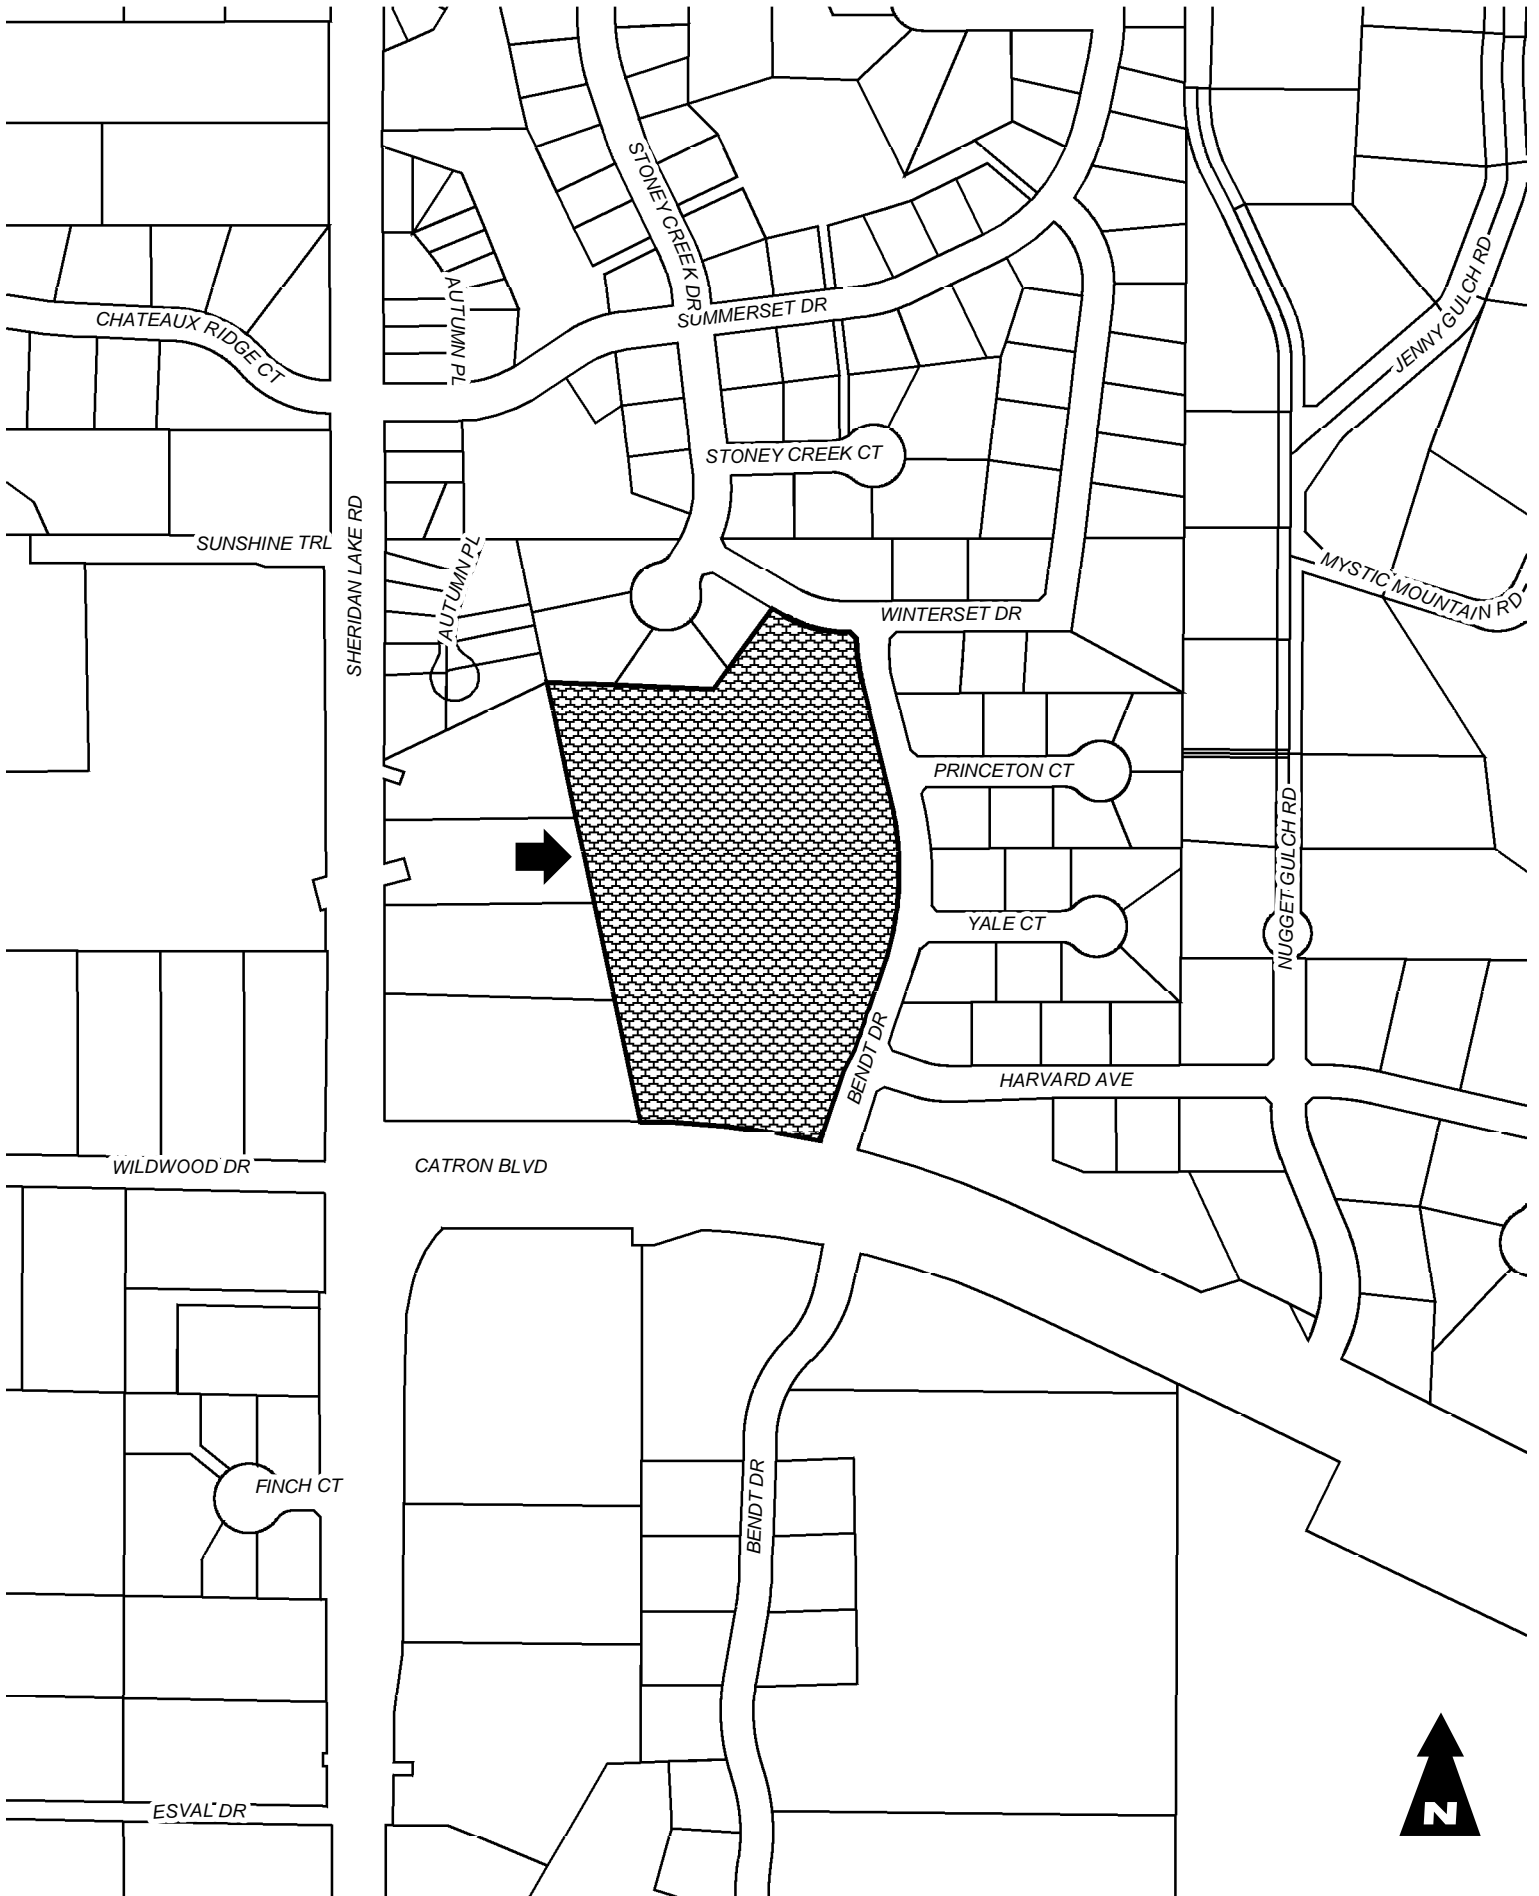 STONEY CREEK DR
JENNY GULCH RD
AUTUMN PL
SUMMERSET DR
CHATEAUX RIDGE CT
STONEY CREEK CT
SHERIDAN LAKE RD
SUNSHINE TRL
AUTUMN PL
MYSTIC MOUNTAIN RD
WINTERSET DR
PRINCETON CT
NUGGET GULCH RD
YALE CT
BENDT DR
HARVARD AVE
WILDWOOD DR
CATRON BLVD
FINCH CT
BENDT DR
ESVAL DR
N